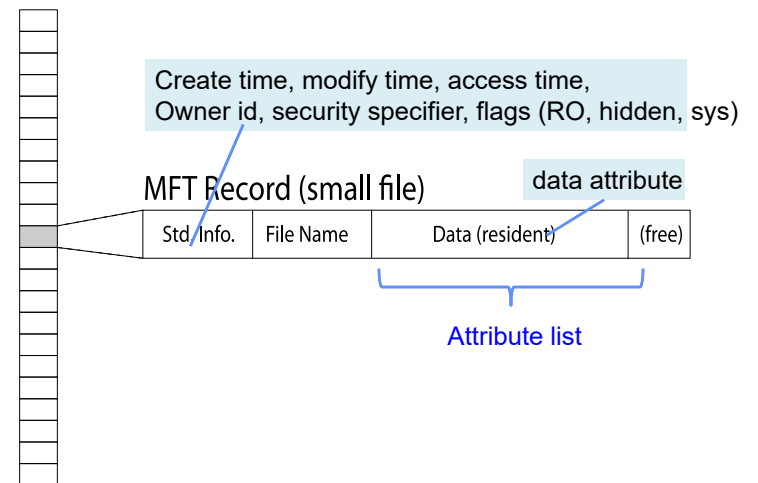 Create time, modify time, access time,
Owner id, security specifier, flags (RO, hidden, sys)
MFT Record (small file)
data attribute
Std. Info.
File Name
Data (resident)
(free)
Attribute list